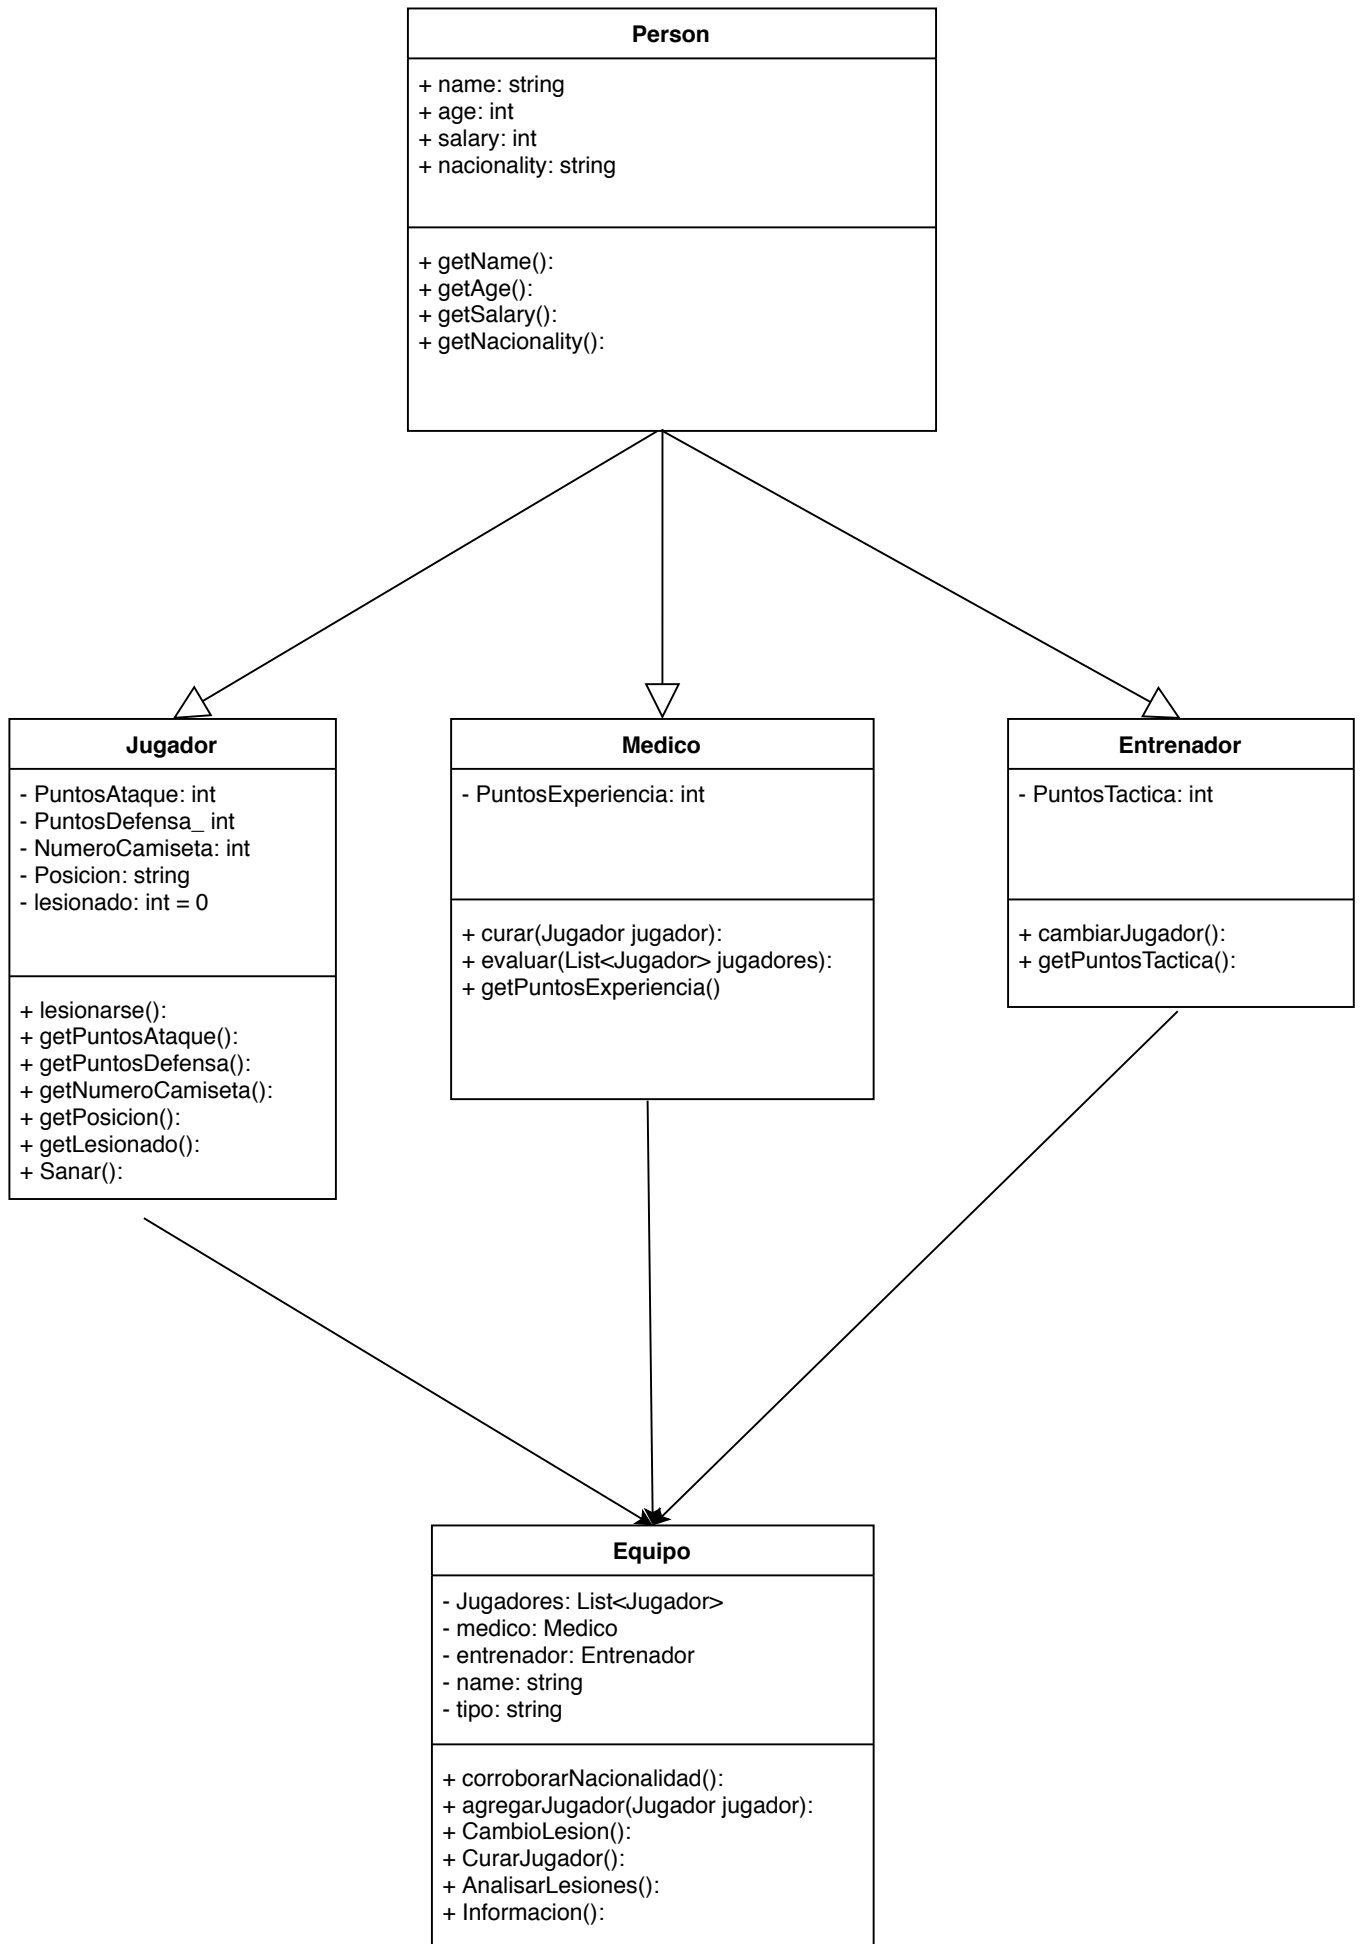 Person
+ name: string
+ age: int
+ salary: int
+ nacionality: string
+ getName():
+ getAge():
+ getSalary():
+ getNacionality():
Jugador
- PuntosAtaque: int
- PuntosDefensa_ int
- NumeroCamiseta: int
- Posicion: string
- lesionado: int = 0
+ lesionarse():
+ getPuntosAtaque():
+ getPuntosDefensa():
+ getNumeroCamiseta():
+ getPosicion():
+ getLesionado():
+ Sanar():
Medico
- PuntosExperiencia: int
+ curar(Jugador jugador):
+ evaluar(List<Jugador> jugadores):
+ getPuntosExperiencia()
Entrenador
- PuntosTactica: int
+ cambiarJugador():
+ getPuntosTactica():
Equipo
- Jugadores: List<Jugador>
- medico: Medico
- entrenador: Entrenador
- name: string
- tipo: string
+ corroborarNacionalidad():
+ agregarJugador(Jugador jugador):
+ CambioLesion():
+ CurarJugador():
+ AnalisarLesiones():
+ Informacion():